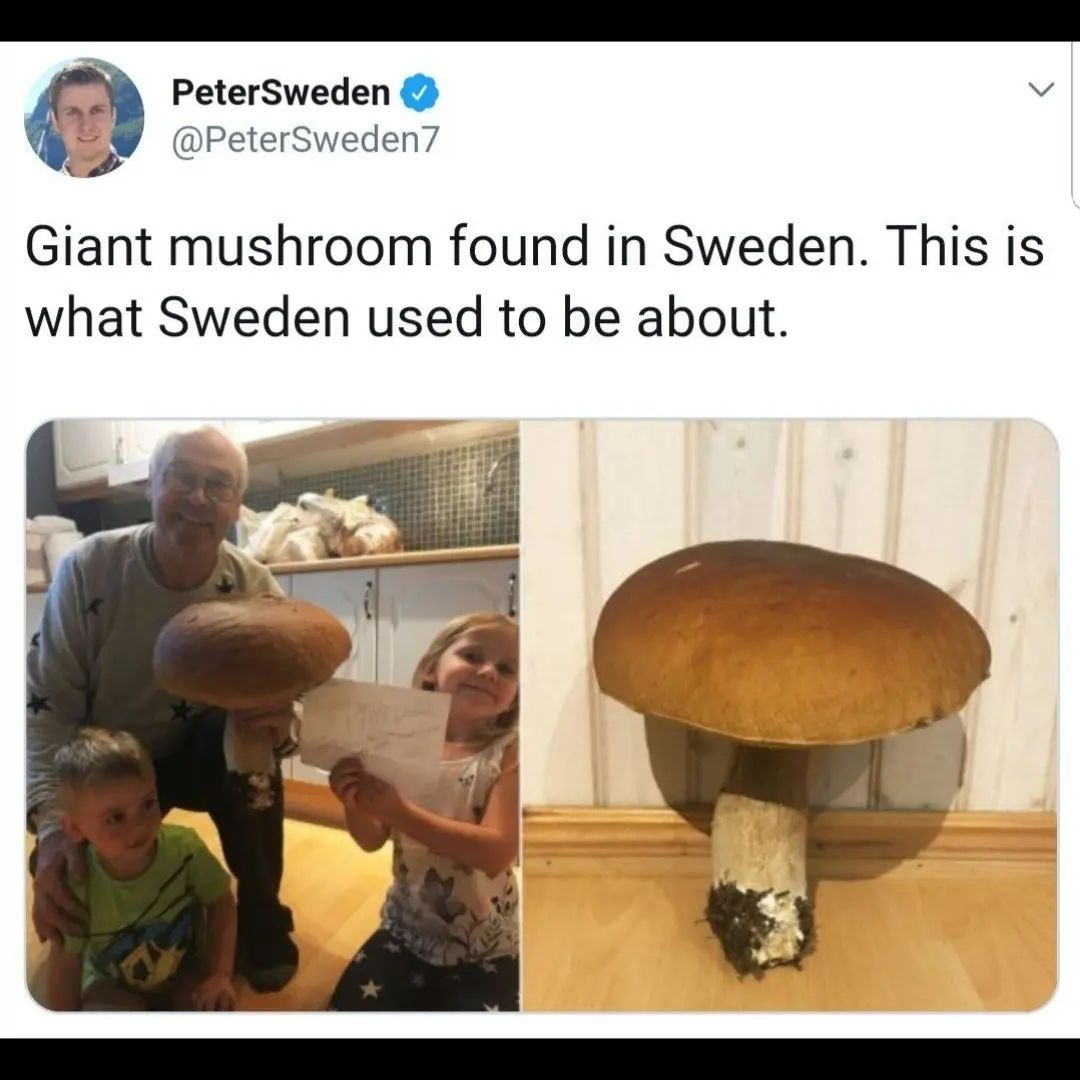 PeterSweden
@PeterSweden7
Giant mushroom found in Sweden. This is
what Sweden used to be about.